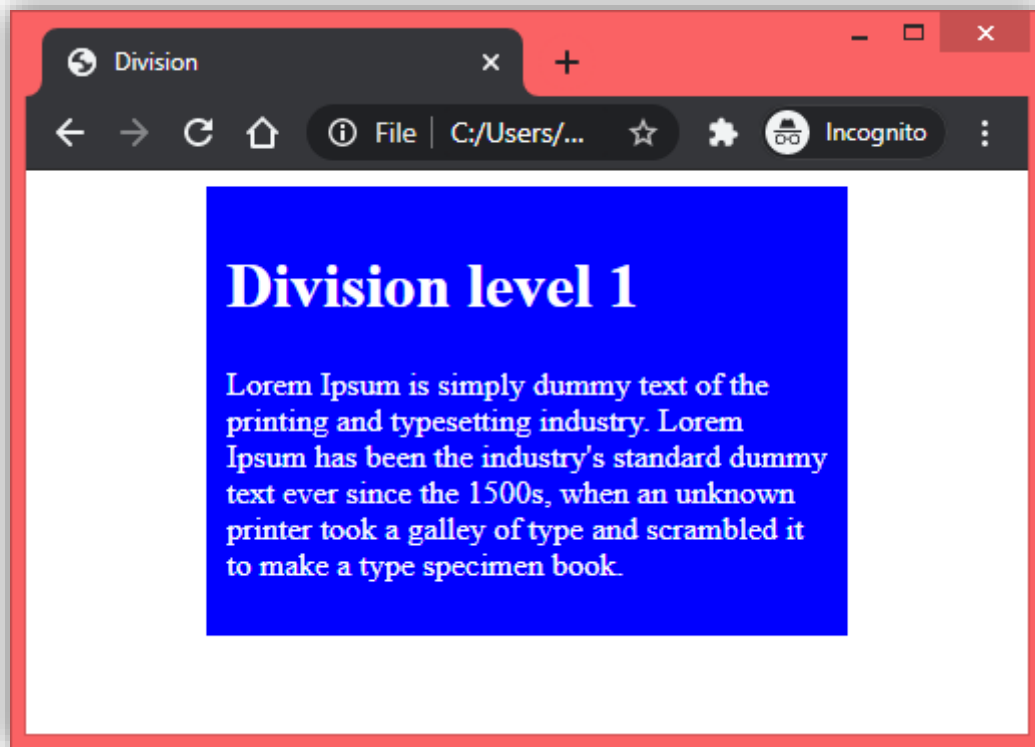 Division
File C:/Users/... Incognito
Division level 1
Lorem Ipsum is simply dummy text of the
printing and typesetting industry. Lorem
Ipsum has been the industry's standard dummy
text ever since the 1500s, when an unknown
printer took a galley of type and scrambled it
to make a type specimen book.